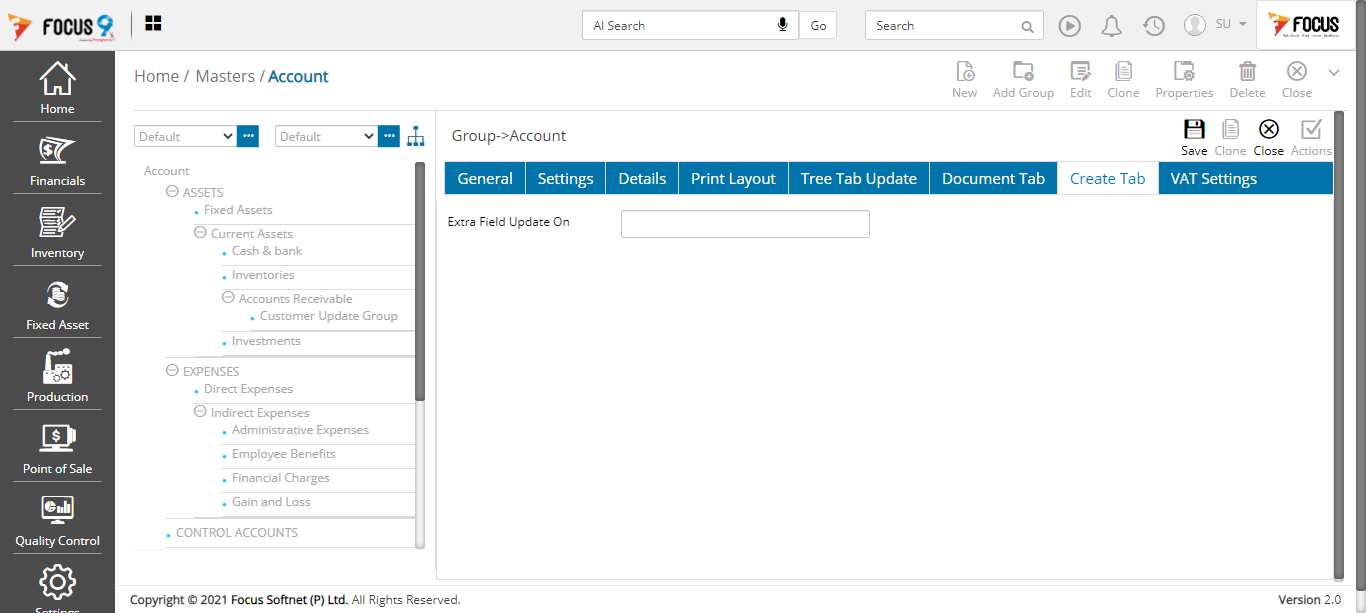 FOCUS 9
AI Search
Go
Search
SU
FOCUS
Home
Financials
Inventory
Fixed Asset
Production
Point of Sale
Quality Control
Settings
Home / Masters / Account
New
Add Group
Edit
Clone
Properties
Delete
Close
Default
Default
Account
ASSETS
Fixed Assets
Current Assets
Cash & bank
Inventories
Accounts Receivable
Customer Update Group
Investments
EXPENSES
Direct Expenses
Indirect Expenses
Administrative Expenses
Employee Benefits
Financial Charges
Gain and Loss
CONTROL ACCOUNTS
Group->Account
Save
Clone
Close
Actions
General
Settings
Details
Print Layout
Tree Tab Update
Document Tab
Create Tab
VAT Settings
Extra Field Update On
Copyright © 2021 Focus Softnet (P) Ltd. All Rights Reserved.
Version 2.0